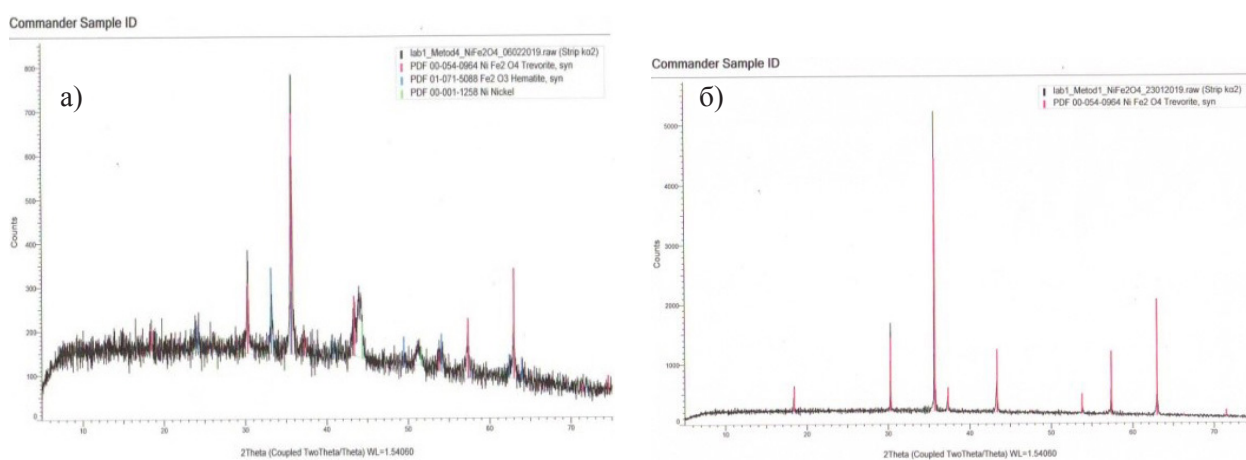 Commander Sample ID
lab1_Metod4_NiFe2O4_06022019.raw (Strip kα2)
PDF 00-054-0964 Ni Fe2 O4 Trevorite, syn
PDF 01-071-5088 Fe2 O3 Hematite, syn
PDF 00-001-1258 Ni Nickel
а)
Counts
800
700
600
500
400
300
200
100
0
10 20 30 40 50 60 70
2Theta (Coupled TwoTheta/Theta) WL=1.54060
Commander Sample ID
lab1_Metod1_NiFe2O4_23012019.raw (Strip kα2)
PDF 00-054-0964 Ni Fe2 O4 Trevorite, syn
б)
Counts
5000
4000
3000
2000
1000
0
10 20 30 40 50 60 70
2Theta (Coupled TwoTheta/Theta) WL=1.54060